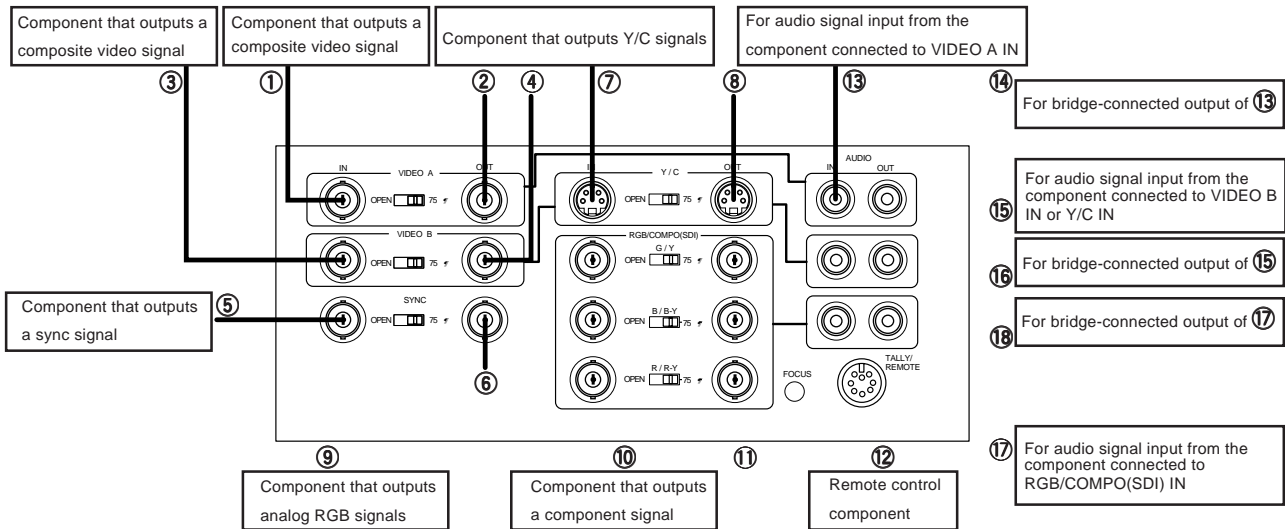 Component that outputs a
composite video signal
Component that outputs a
composite video signal
Component that outputs Y/C signals
For audio signal input from the
component connected to VIDEO A IN
③
①
②
④
⑦
⑧
⑬
⑭
For bridge-connected output of ⑬
IN
VIDEO A
OUT
OPEN 75
IN
Y / C
OUT
OPEN 75
AUDIO
IN
OUT
VIDEO B
OPEN 75
RGB/COMPO(SDI)
G / Y
OPEN 75
⑮
For audio signal input from the
component connected to VIDEO B
IN or Y/C IN
⑯
For bridge-connected output of ⑮
Component that outputs
a sync signal
⑤
SYNC
OPEN 75
B / B-Y
OPEN 75
⑱
For bridge-connected output of ⑰
⑥
R / R-Y
OPEN 75
FOCUS
TALLY/
REMOTE
⑨
Component that outputs
analog RGB signals
⑩
Component that outputs
a component signal
⑪
⑫
Remote control
component
⑰
For audio signal input from the
component connected to
RGB/COMPO(SDI) IN